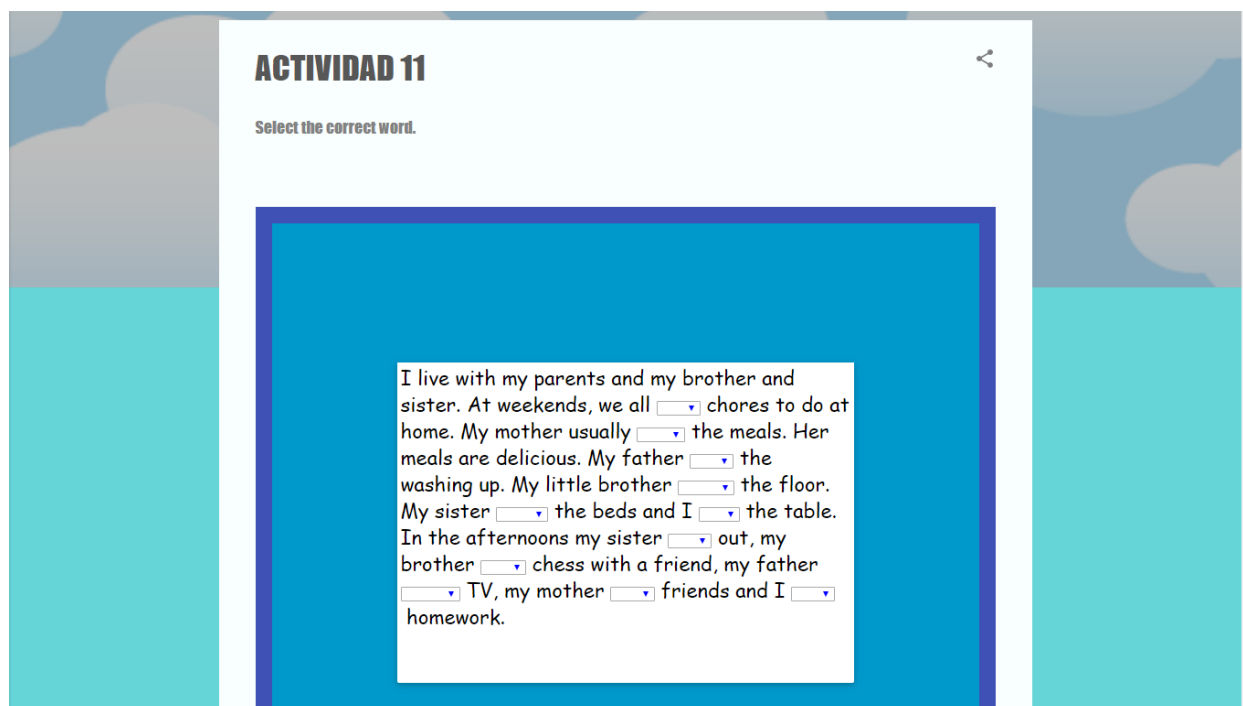 ACTIVIDAD 11
Select the correct word.
I live with my parents and my brother and
sister. At weekends, we all chores to do at
home. My mother usually the meals. Her
meals are delicious. My father the
washing up. My little brother the floor.
My sister the beds and I the table.
In the afternoons my sister out, my
brother chess with a friend, my father
TV, my mother friends and I
homework.